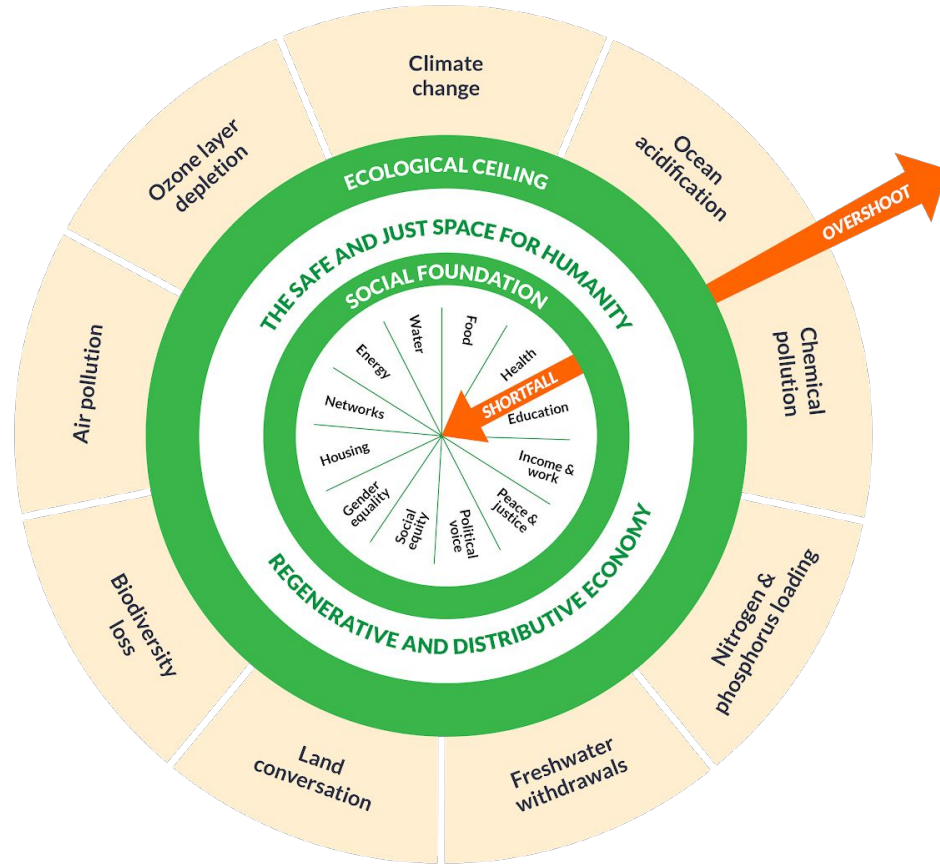 Climate
change
Ocean
acidification
OVERSHOOT
Chemical
pollution
Nitrogen &
phosphorus loading
Freshwater
withdrawals
Land
conversation
Biodiversity
loss
Air pollution
Ozone layer
depletion
ECOLOGICAL CEILING
THE SAFE AND JUST SPACE FOR HUMANITY
REGENERATIVE AND DISTRIBUTIVE ECONOMY
SOCIAL FOUNDATION
Food
Health
SHORTFALL
Education
Income &
work
Peace &
justice
Political
voice
Social
equity
Gender
equality
Housing
Networks
Energy
Water